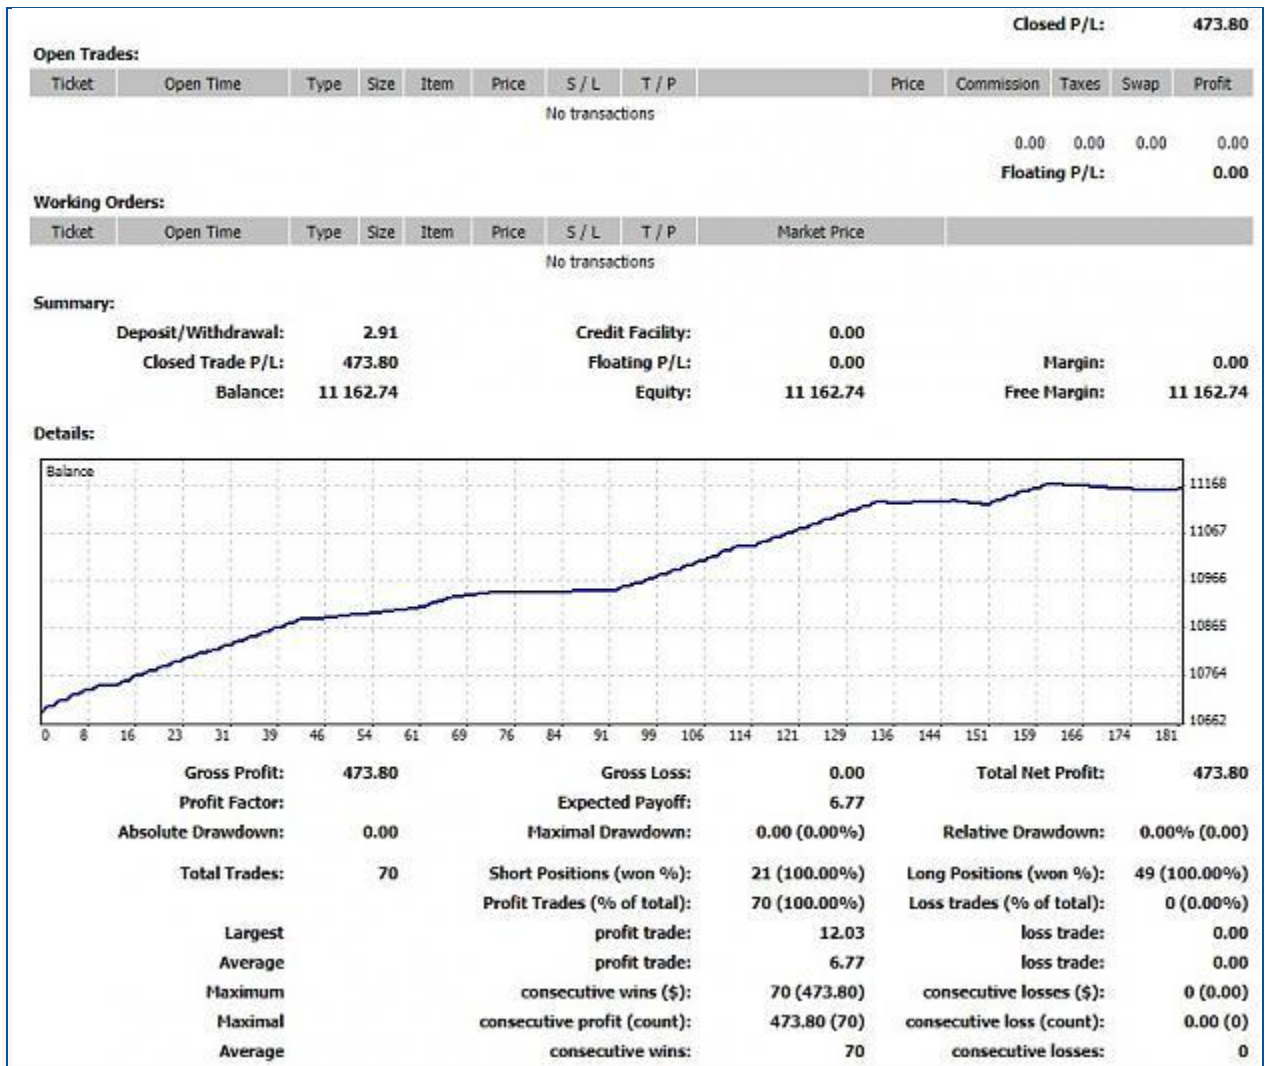 Closed P/L: 473.80
Open Trades:
Ticket Open Time Type Size Item Price S / L T / P Price Commission Taxes Swap Profit
No transactions
0.00 0.00 0.00 0.00
Floating P/L: 0.00
Working Orders:
Ticket Open Time Type Size Item Price S / L T / P Market Price
No transactions
Summary:
Deposit/Withdrawal: 2.91 Credit Facility: 0.00
Closed Trade P/L: 473.80 Floating P/L: 0.00 Margin: 0.00
Balance: 11 162.74 Equity: 11 162.74 Free Margin: 11 162.74
Details:
Balance
11168
11067
10966
10865
10764
10662
0 8 16 23 31 39 46 54 61 69 76 84 91 99 106 114 121 129 136 144 151 159 166 174 181
Gross Profit: 473.80 Gross Loss: 0.00 Total Net Profit: 473.80
Profit Factor: Expected Payoff: 6.77
Absolute Drawdown: 0.00 Maximal Drawdown: 0.00 (0.00%) Relative Drawdown: 0.00% (0.00)
Total Trades: 70 Short Positions (won %): 21 (100.00%) Long Positions (won %): 49 (100.00%)
Profit Trades (% of total): 70 (100.00%) Loss trades (% of total): 0 (0.00%)
Largest profit trade: 12.03 loss trade: 0.00
Average profit trade: 6.77 loss trade: 0.00
Maximum consecutive wins ($): 70 (473.80) consecutive losses ($): 0 (0.00)
Maximal consecutive profit (count): 473.80 (70) consecutive loss (count): 0.00 (0)
Average consecutive wins: 70 consecutive losses: 0